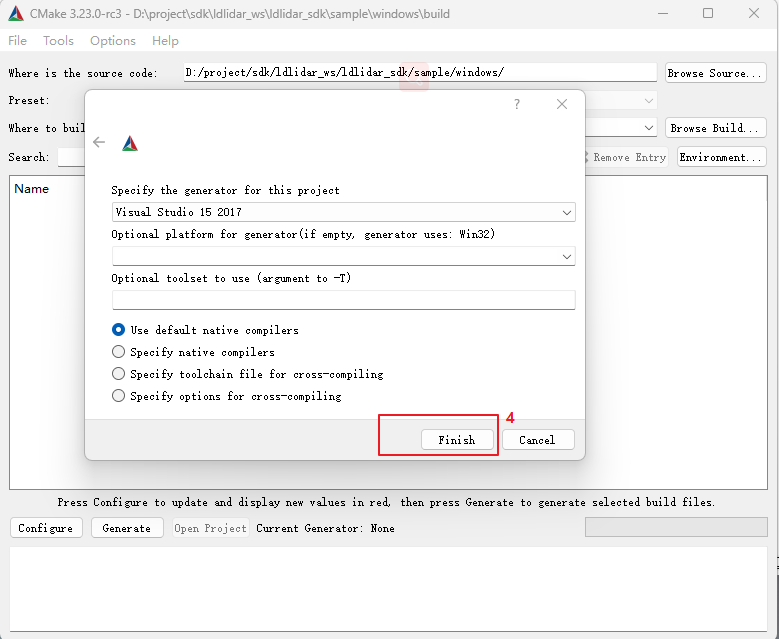 CMake 3.23.0-rc3 - D:\project\sdk\ldlidar_ws\ldlidar_sdk\sample\windows\build
File Tools Options Help
Where is the source code: D:/project/sdk/ldlidar_ws/ldlidar_sdk/sample/windows/ Browse Source...
Preset:
?
Where to buil Browse Build...
Search: Remove Entry Environment...
Name
Specify the generator for this project
Visual Studio 15 2017
Optional platform for generator(if empty, generator uses: Win32)
Optional toolset to use (argument to -T)
Use default native compilers
Specify native compilers
Specify toolchain file for cross-compiling
Specify options for cross-compiling
4
Finish Cancel
Press Configure to update and display new values in red, then press Generate to generate selected build files.
Configure Generate Open Project Current Generator: None